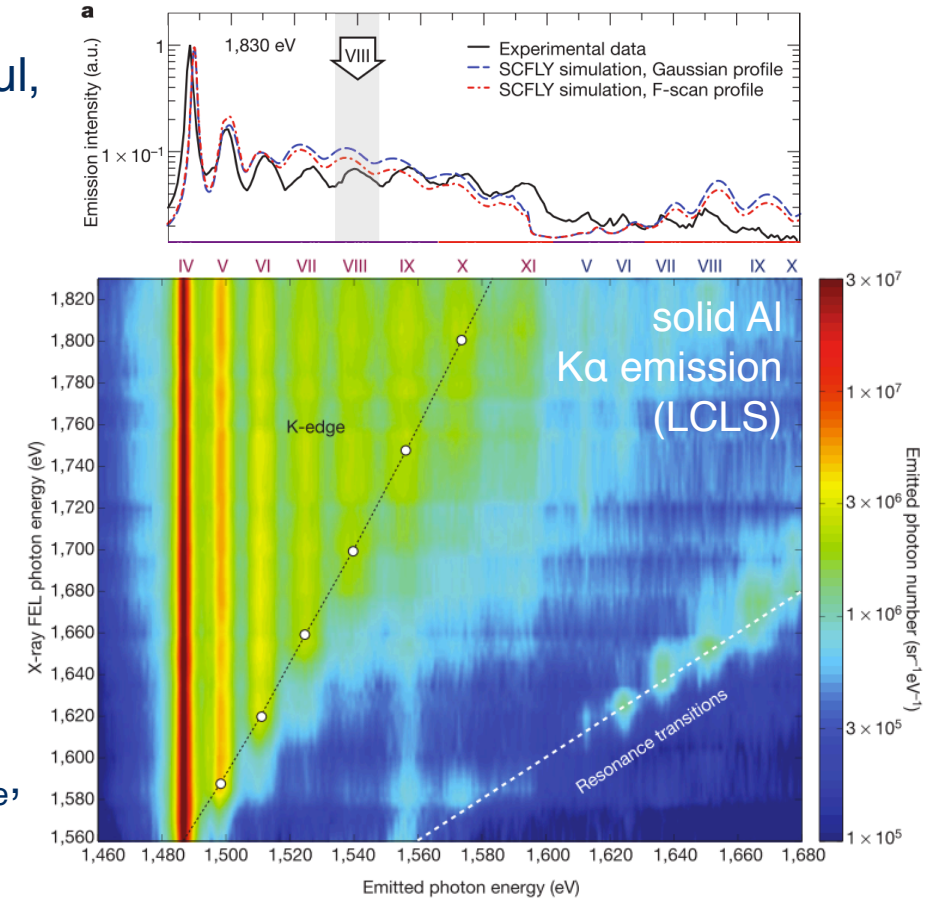 a
ul,
1,830 eV
VIII
Experimental data
SCFLY simulation, Gaussian profile
SCFLY simulation, F-scan profile
Emission intensity (a.u.)
1
1 × 10⁻¹
IV V VI VII VIII IX X XI V VI VII VIII IX X
solid Al
Kα emission
(LCLS)
K-edge
Resonance transitions
X-ray FEL photon energy (eV)
1,820
1,800
1,780
1,760
1,740
1,720
1,700
1,680
1,660
1,640
1,620
1,600
1,580
1,560
e,
1,460 1,480 1,500 1,520 1,540 1,560 1,580 1,600 1,620 1,640 1,660 1,680
Emitted photon energy (eV)
3 × 10⁷
1 × 10⁷
3 × 10⁶
1 × 10⁶
3 × 10⁵
1 × 10⁵
Emitted photon number (sr⁻¹eV⁻¹)